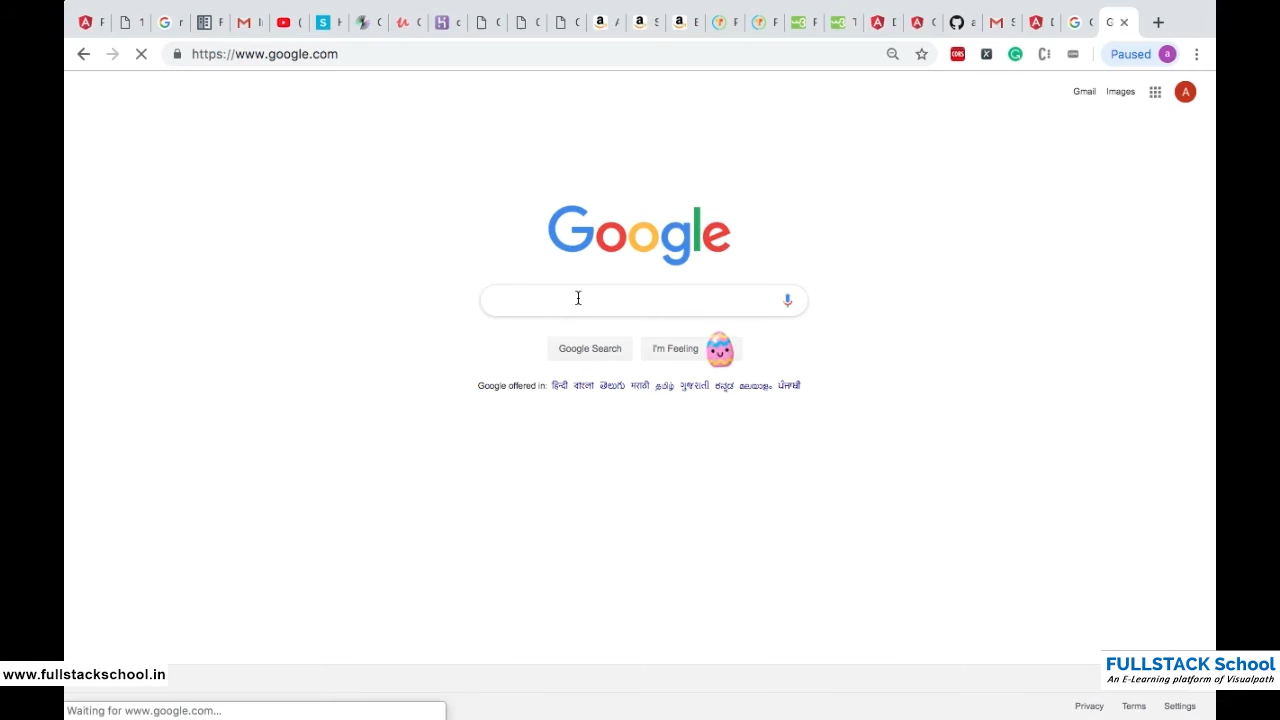 https://www.google.com
Paused
a
Gmail Images
A
Google
Google Search I'm Feeling
Google offered in: हिन्दी বাংলা తెలుగు मराठी தமிழ் ગુજરાતી ಕನ್ನಡ മലയാളം ਪੰਜਾਬੀ
www.fullstackschool.in
FULLSTACK School
An E-Learning platform of Visualpath
Waiting for www.google.com...
Privacy Terms Settings